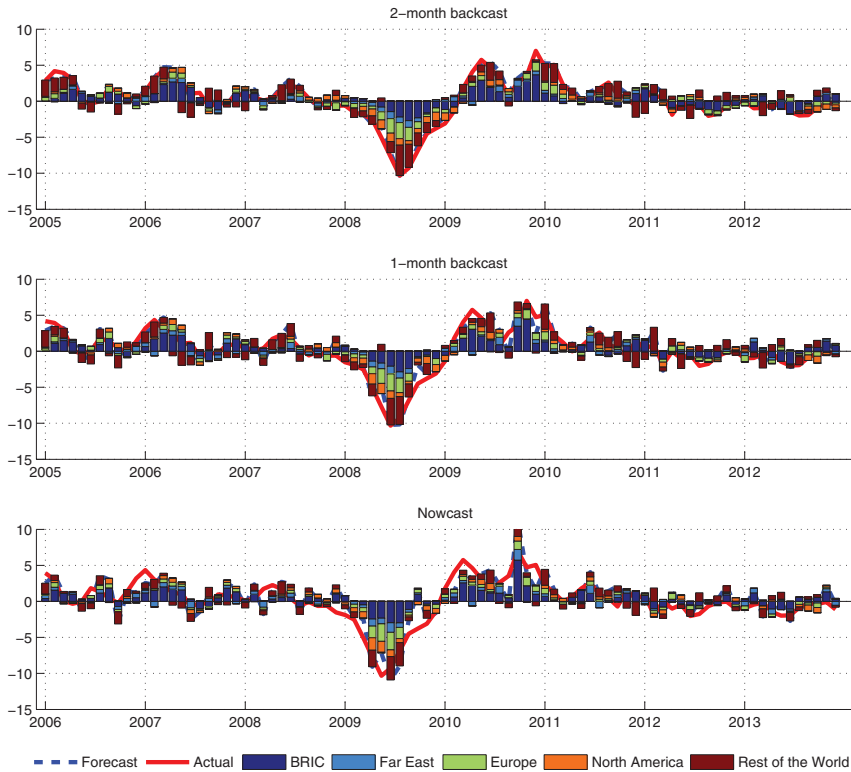 2−month backcast
10
5
0
−5
−10
−15
2005 2006 2007 2008 2009 2010 2011 2012
1−month backcast
10
5
0
−5
−10
−15
2005 2006 2007 2008 2009 2010 2011 2012
Nowcast
10
5
0
−5
−10
−15
2006 2007 2008 2009 2010 2011 2012 2013
Forecast Actual BRIC Far East Europe North America Rest of the World